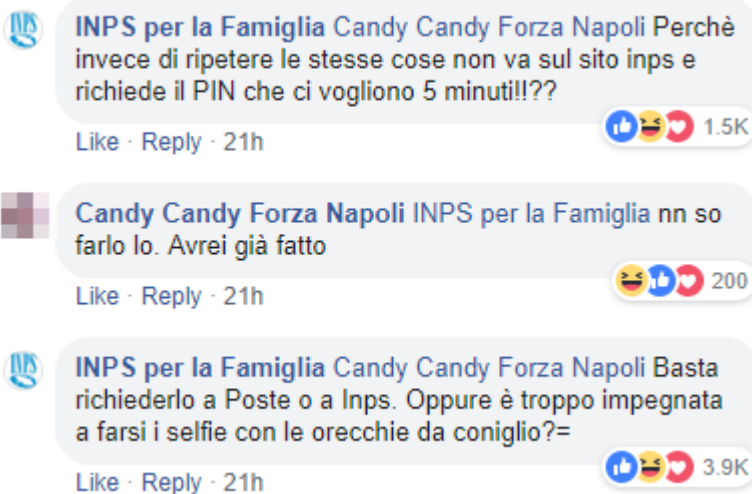 INPS per la Famiglia Candy Candy Forza Napoli Perchè
invece di ripetere le stesse cose non va sul sito inps e
richiede il PIN che ci vogliono 5 minuti!!??
1.5K
Like · Reply · 21h
Candy Candy Forza Napoli INPS per la Famiglia nn so
farlo lo. Avrei già fatto
200
Like · Reply · 21h
INPS per la Famiglia Candy Candy Forza Napoli Basta
richiederlo a Poste o a Inps. Oppure è troppo impegnata
a farsi i selfie con le orecchie da coniglio?=
3.9K
Like · Reply · 21h